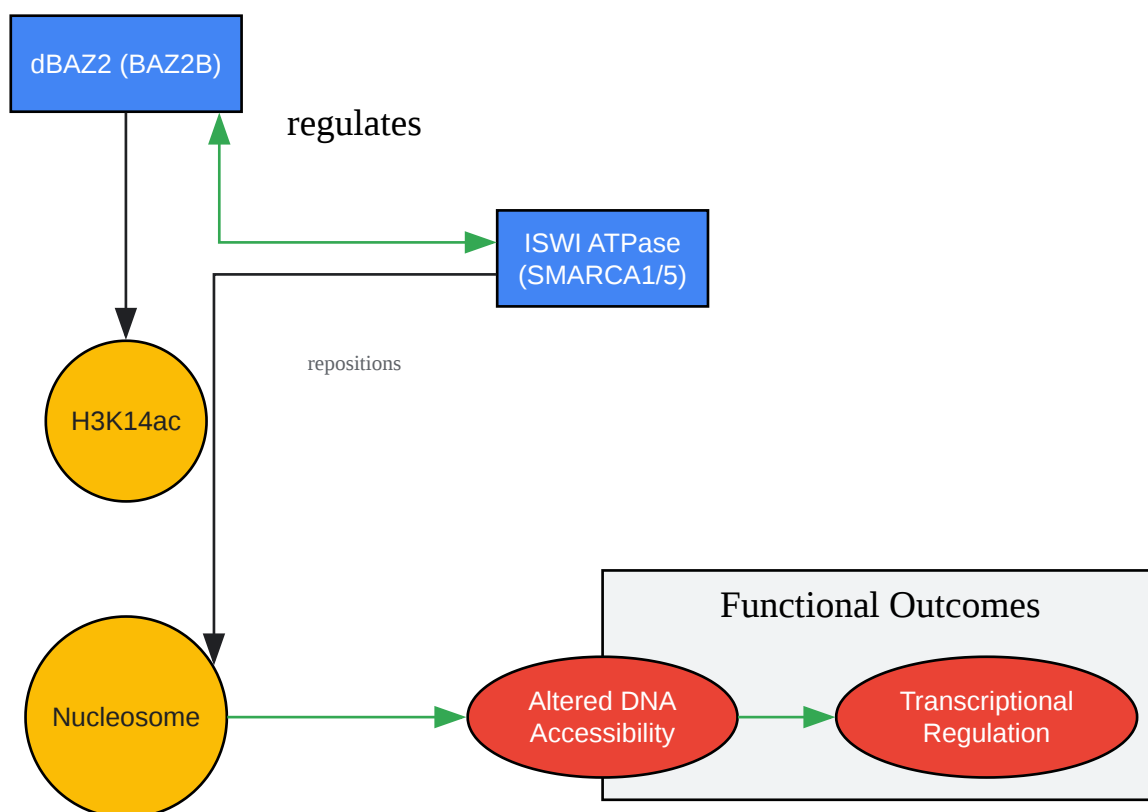 dBAZ2 (BAZ2B)
regulates
ISWI ATPase
(SMARCA1/5)
repositions
H3K14ac
Functional Outcomes
Nucleosome
Altered DNA
Accessibility
Transcriptional
Regulation